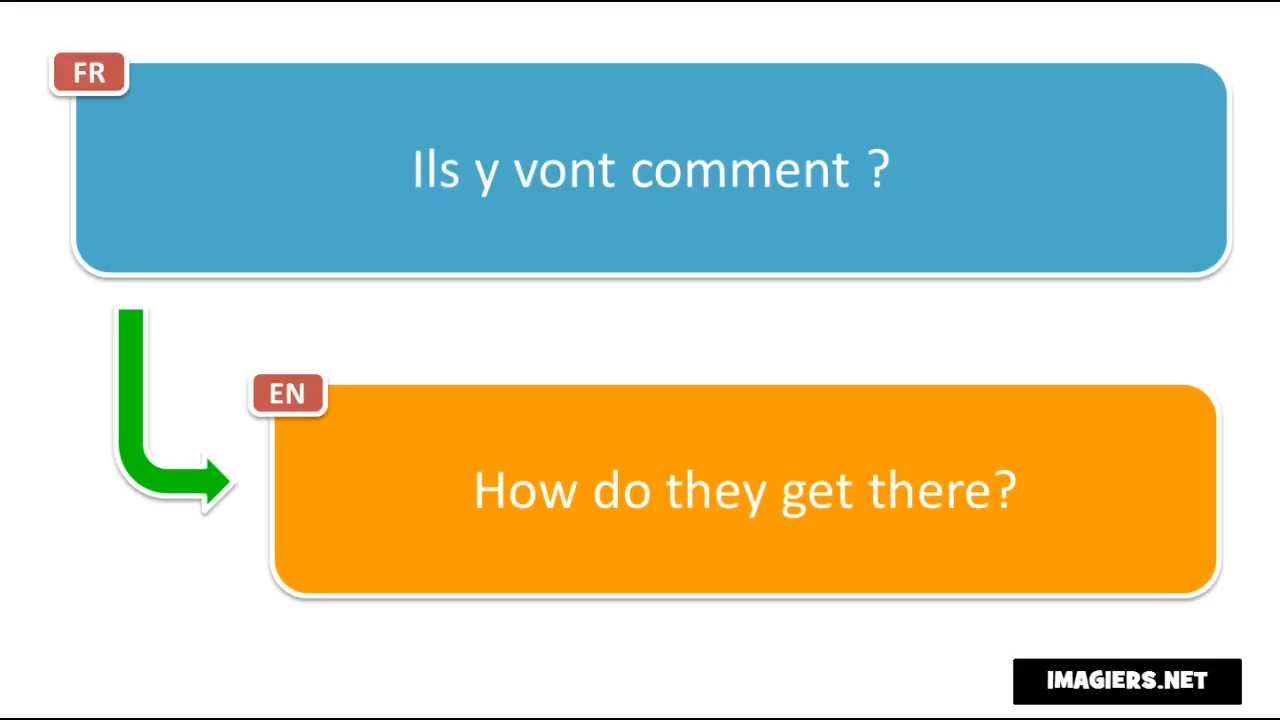 FR
Ils y vont comment ?
EN
How do they get there?
IMAGIERS.NET